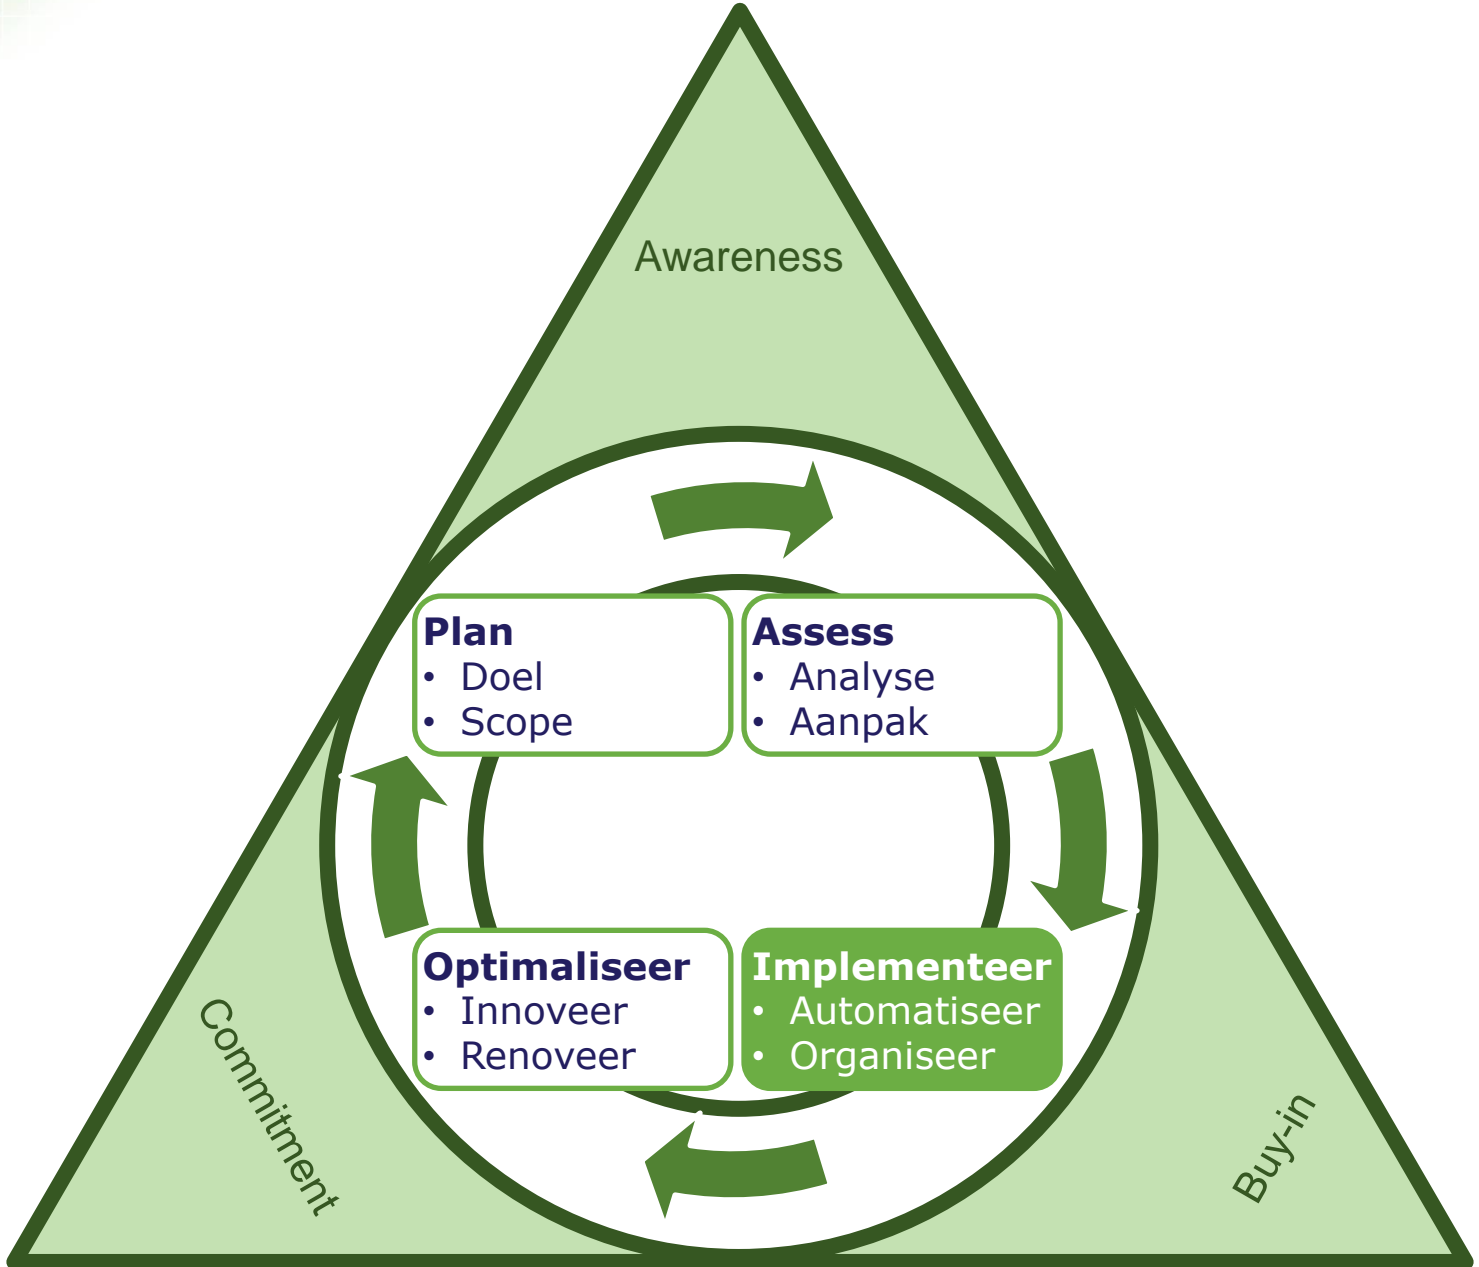 Awareness
Plan
• Doel
• Scope
Assess
• Analyse
• Aanpak
Optimaliseer
• Innoveer
• Renoveer
Implementeer
• Automatiseer
• Organiseer
Commitment
Buy-in